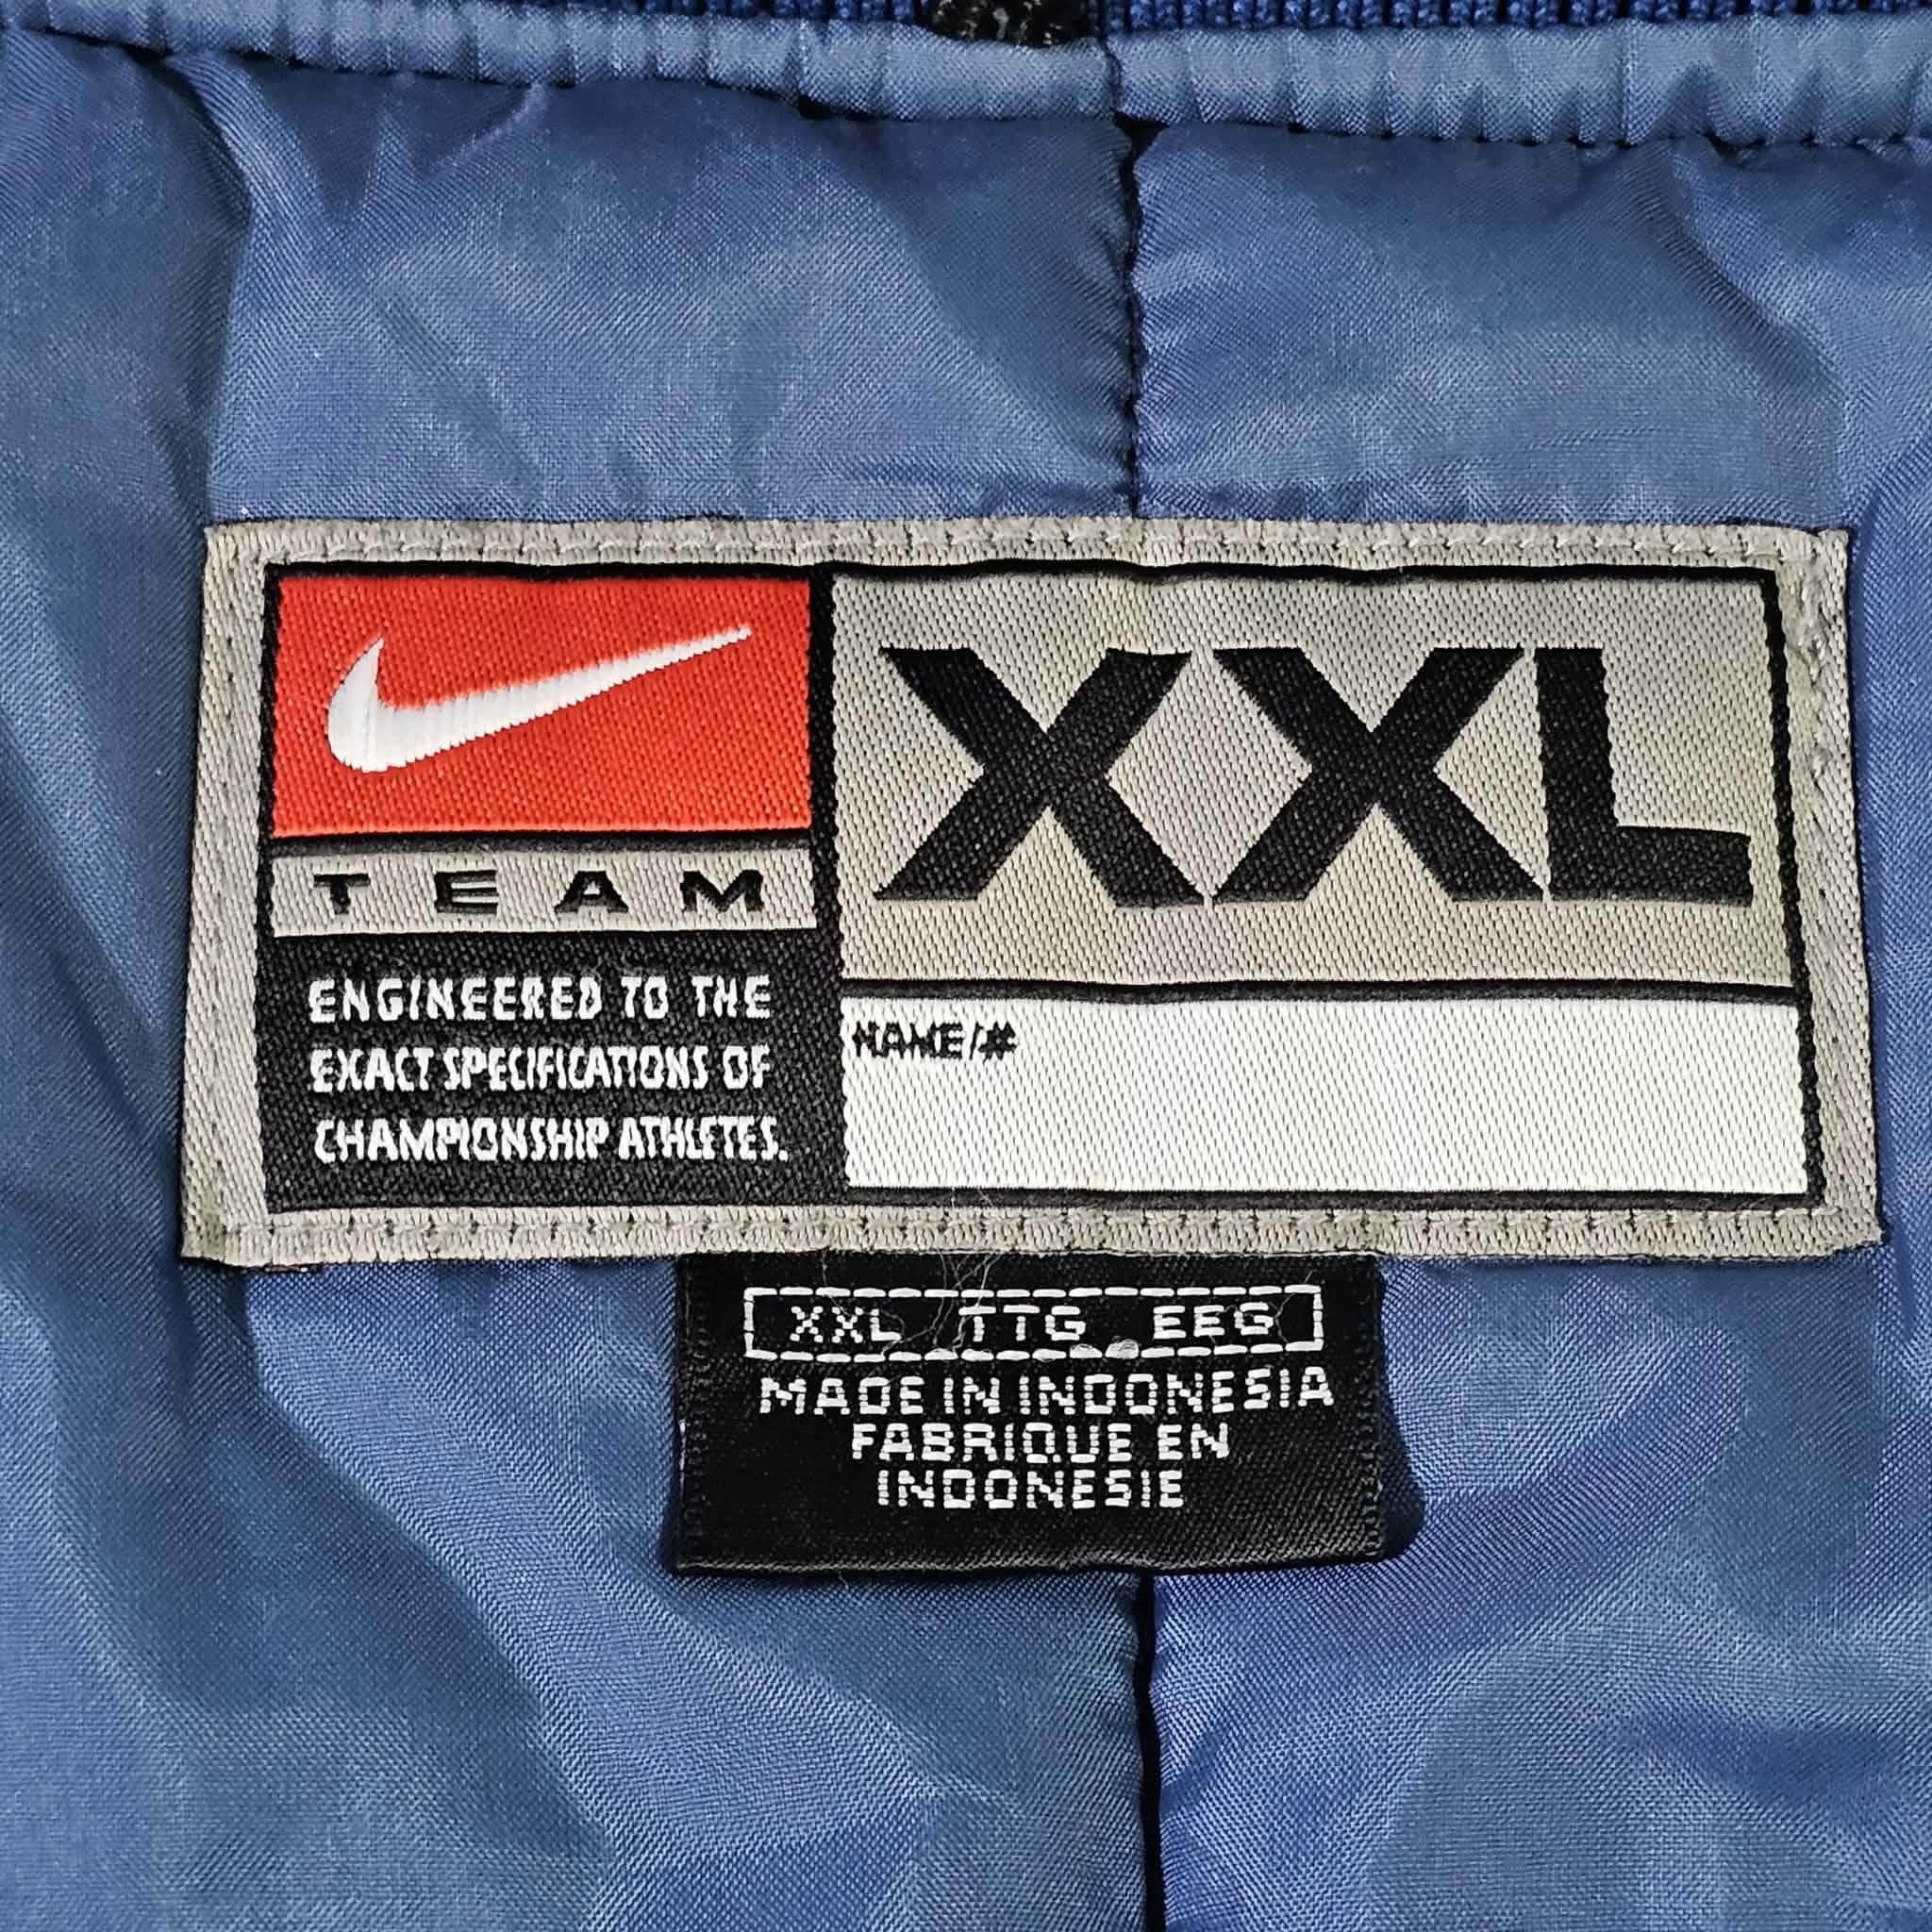 TEAM
ENGINEERED TO THE
EXACT SPECIFICATIONS OF
CHAMPIONSHIP ATHLETES.
XXL
NAME/#
XXL TTG EEG
MADE IN INDONESIA
FABRIQUE EN
INDONESIE